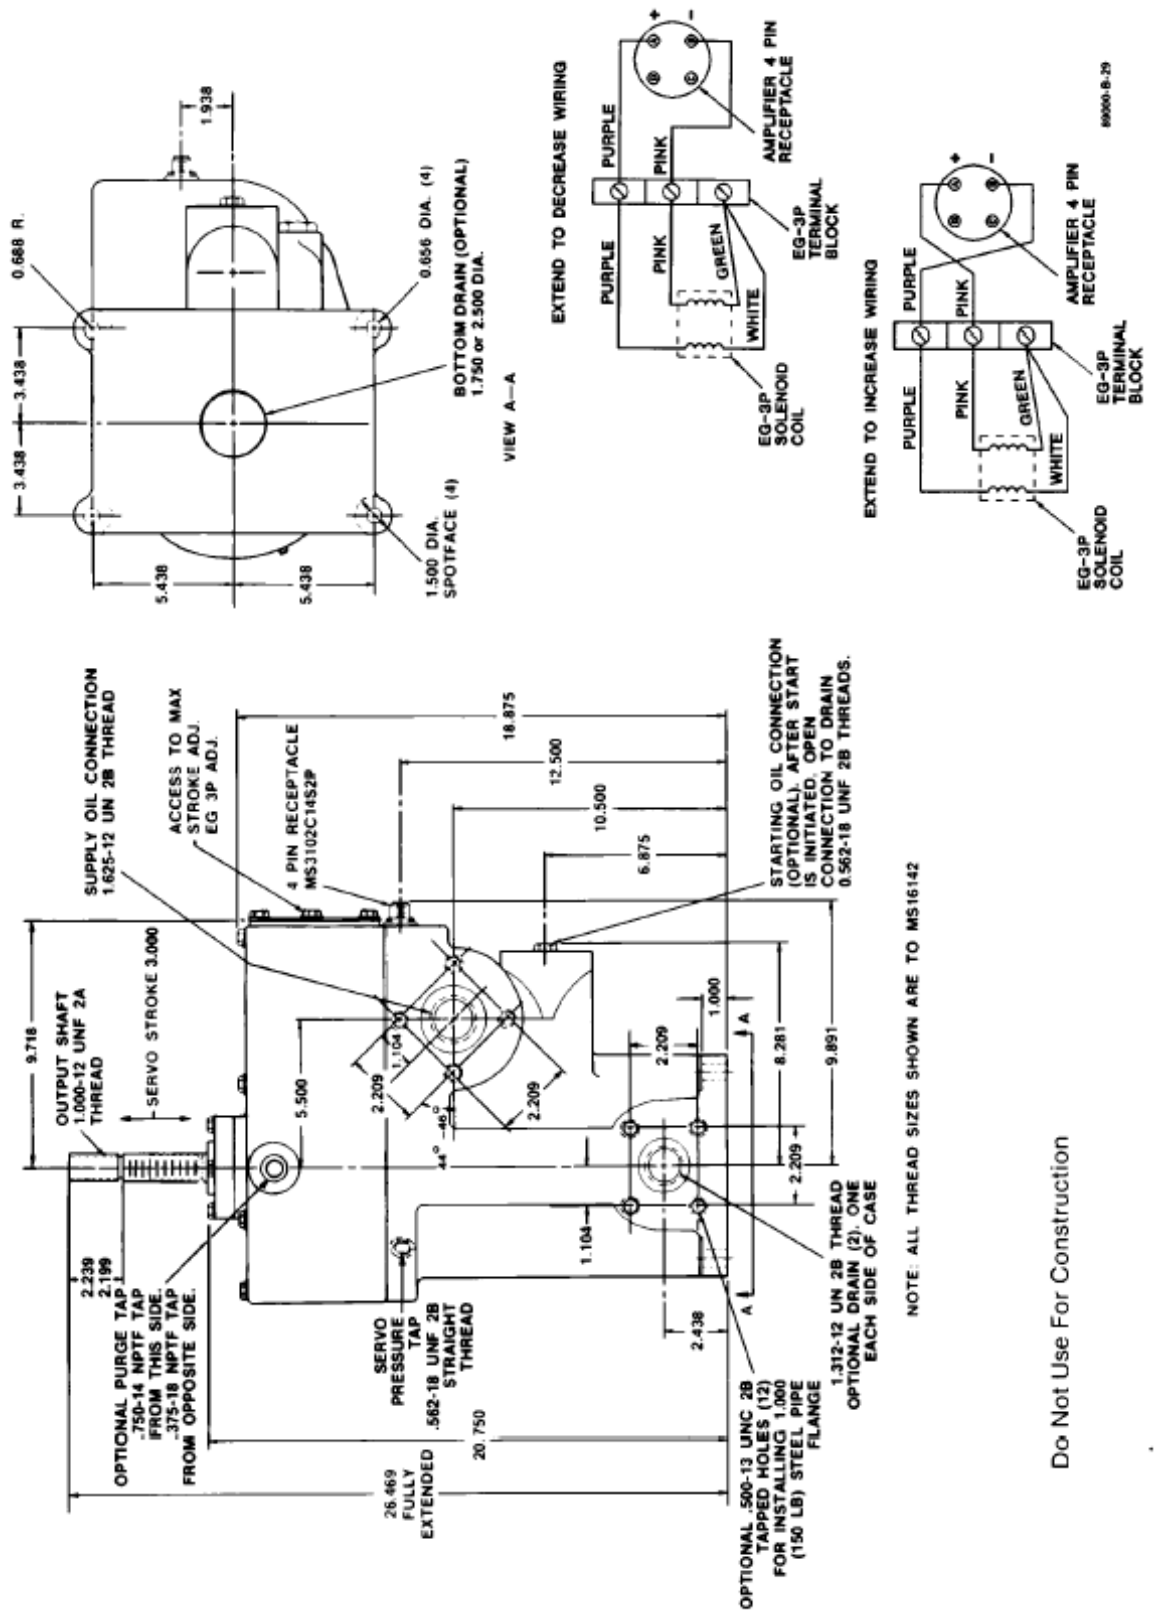 26.469
FULLY
EXTENDED
20.750
2.239
2.199
OPTIONAL PURGE TAP
.750-14 NPTF TAP
IFROM THIS SIDE.
.375-18 NPTF TAP
FROM OPPOSITE SIDE.
OUTPUT SHAFT
1.000-12 UNF 2A
THREAD
SERVO STROKE 3.000
9.718
SUPPLY OIL CONNECTION
1.625-12 UN 2B THREAD
ACCESS TO MAX
STROKE ADJ.
EG 3P ADJ.
4 PIN RECEPTACLE
MS3102C14S2P
SERVO
PRESSURE
TAP
.562-18 UNF 2B
STRAIGHT
THREAD
5.500
2.209
1.104
44°
46°
2.209
18.875
12.500
10.500
6.875
STARTING OIL CONNECTION
(OPTIONAL). AFTER START
IS INITIATED, OPEN
CONNECTION TO DRAIN
0.562-18 UNF 2B THREADS.
OPTIONAL .500-13 UNC 2B
TAPPED HOLES (12)
FOR INSTALLING 1.000
(150 LB) STEEL PIPE
FLANGE
2.438
A
A
1.104
2.209
2.209
1.000
8.281
9.891
1.312-12 UN 2B THREAD
OPTIONAL DRAIN (2). ONE
EACH SIDE OF CASE
NOTE: ALL THREAD SIZES SHOWN ARE TO MS16142
3.438
3.438
0.688 R.
1.938
5.438
5.438
1.500 DIA.
SPOTFACE (4)
0.656 DIA. (4)
BOTTOM DRAIN (OPTIONAL)
1.750 or 2.500 DIA.
VIEW A—A
EXTEND TO DECREASE WIRING
PURPLE
PURPLE
PINK
PINK
GREEN
WHITE
EG-3P
SOLENOID
COIL
EG-3P
TERMINAL
BLOCK
+
−
A
B
D
C
AMPLIFIER 4 PIN
RECEPTACLE
EXTEND TO INCREASE WIRING
PURPLE
PURPLE
PINK
PINK
GREEN
WHITE
EG-3P
SOLENOID
COIL
EG-3P
TERMINAL
BLOCK
+
−
A
B
D
C
AMPLIFIER 4 PIN
RECEPTACLE
Do Not Use For Construction